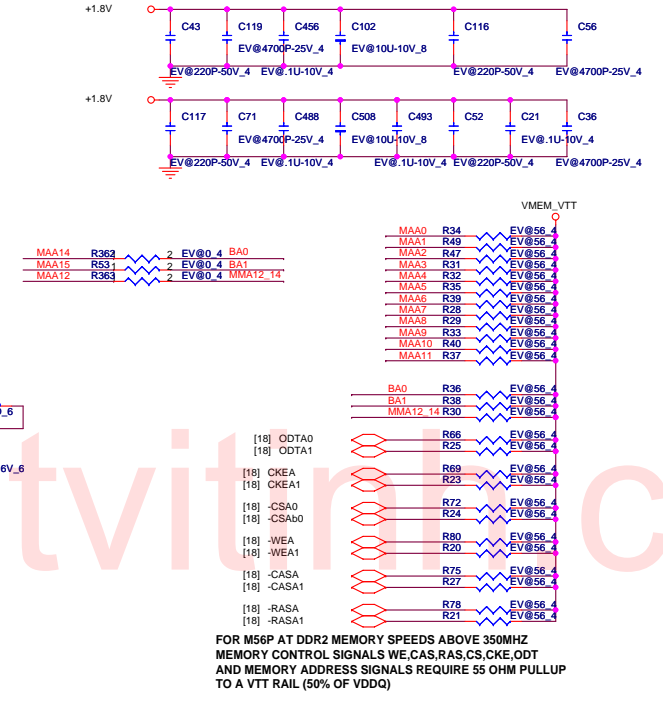 +1.8V
C43 C119 C456 C102 C116 C56
EV@4700P-25V_4 EV@10U-10V_8
EV@220P-50V_4 EV@.1U-10V_4 EV@220P-50V_4 EV@4700P-25V_4
+1.8V
C117 C71 C488 C508 C493 C52 C21 C36
EV@4700P-25V_4 EV@10U-10V_8 EV@.1U-10V_4
EV@220P-50V_4 EV@.1U-10V_4 EV@220P-50V_4 EV@4700P-25V_4
VMEM_VTT
MAA0 R34 EV@56_4
MAA1 R49 EV@56_4
MAA2 R47 EV@56_4
MAA3 R31 EV@56_4
MAA4 R32 EV@56_4
MAA5 R35 EV@56_4
MAA6 R39 EV@56_4
MAA7 R28 EV@56_4
MAA8 R29 EV@56_4
MAA9 R33 EV@56_4
MAA10 R40 EV@56_4
MAA11 R37 EV@56_4
MAA14 R362 2 EV@0_4 BA0
MAA15 R53 1 2 EV@0_4 BA1
MAA12 R363 2 EV@0_4 MMA12_14
BA0 R36 EV@56_4
BA1 R38 EV@56_4
MMA12_14 R30 EV@56_4
_6
6V_6
[18] ODTA0 R66 EV@56_4
[18] ODTA1 R25 EV@56_4
[18] CKEA R69 EV@56_4
[18] CKEA1 R23 EV@56_4
[18] -CSA0 R72 EV@56_4
[18] -CSAb0 R24 EV@56_4
[18] -WEA R80 EV@56_4
[18] -WEA1 R20 EV@56_4
[18] -CASA R75 EV@56_4
[18] -CASA1 R27 EV@56_4
[18] -RASA R78 EV@56_4
[18] -RASA1 R21 EV@56_4
tvitinh c
FOR M56P AT DDR2 MEMORY SPEEDS ABOVE 350MHZ
MEMORY CONTROL SIGNALS WE,CAS,RAS,CS,CKE,ODT
AND MEMORY ADDRESS SIGNALS REQUIRE 55 OHM PULLUP
TO A VTT RAIL (50% OF VDDQ)